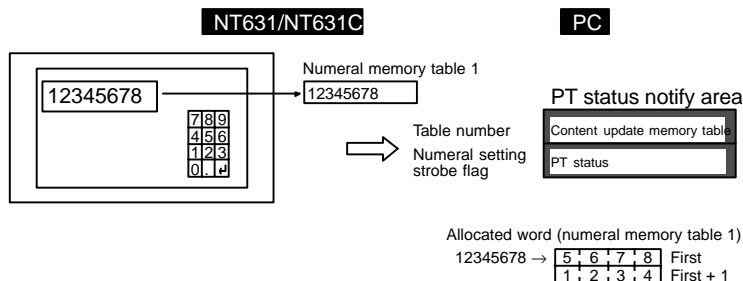 NT631/NT631C
PC
Numeral memory table 1
12345678
12345678
789
456
123
0.↵
Table number
Numeral setting
strobe flag
PT status notify area
Content update memory table
PT status
Allocated word (numeral memory table 1)
12345678 → 5 6 7 8 First
1 2 3 4 First + 1